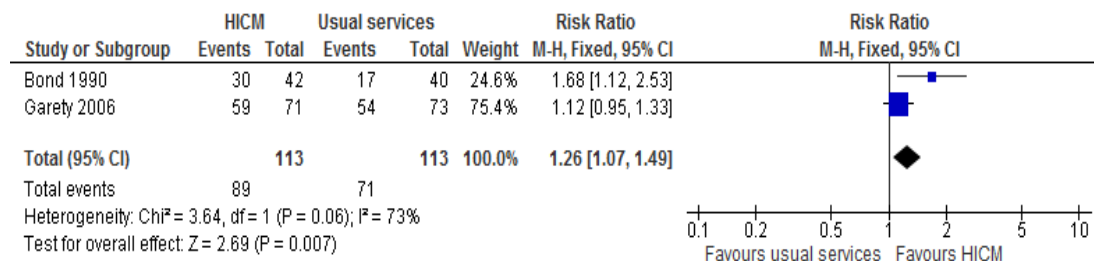 HICM Usual services Risk Ratio Risk Ratio
Study or Subgroup Events Total Events Total Weight M-H, Fixed, 95% CI M-H, Fixed, 95% CI
Bond 1990 30 42 17 40 24.6% 1.68 [1.12, 2.53]
Garety 2006 59 71 54 73 75.4% 1.12 [0.95, 1.33]
Total (95% CI) 113 113 100.0% 1.26 [1.07, 1.49]
Total events 89 71
Heterogeneity: Chi² = 3.64, df = 1 (P = 0.06); I² = 73%
Test for overall effect: Z = 2.69 (P = 0.007)
0.1 0.2 0.5 1 2 5 10
Favours usual services Favours HICM